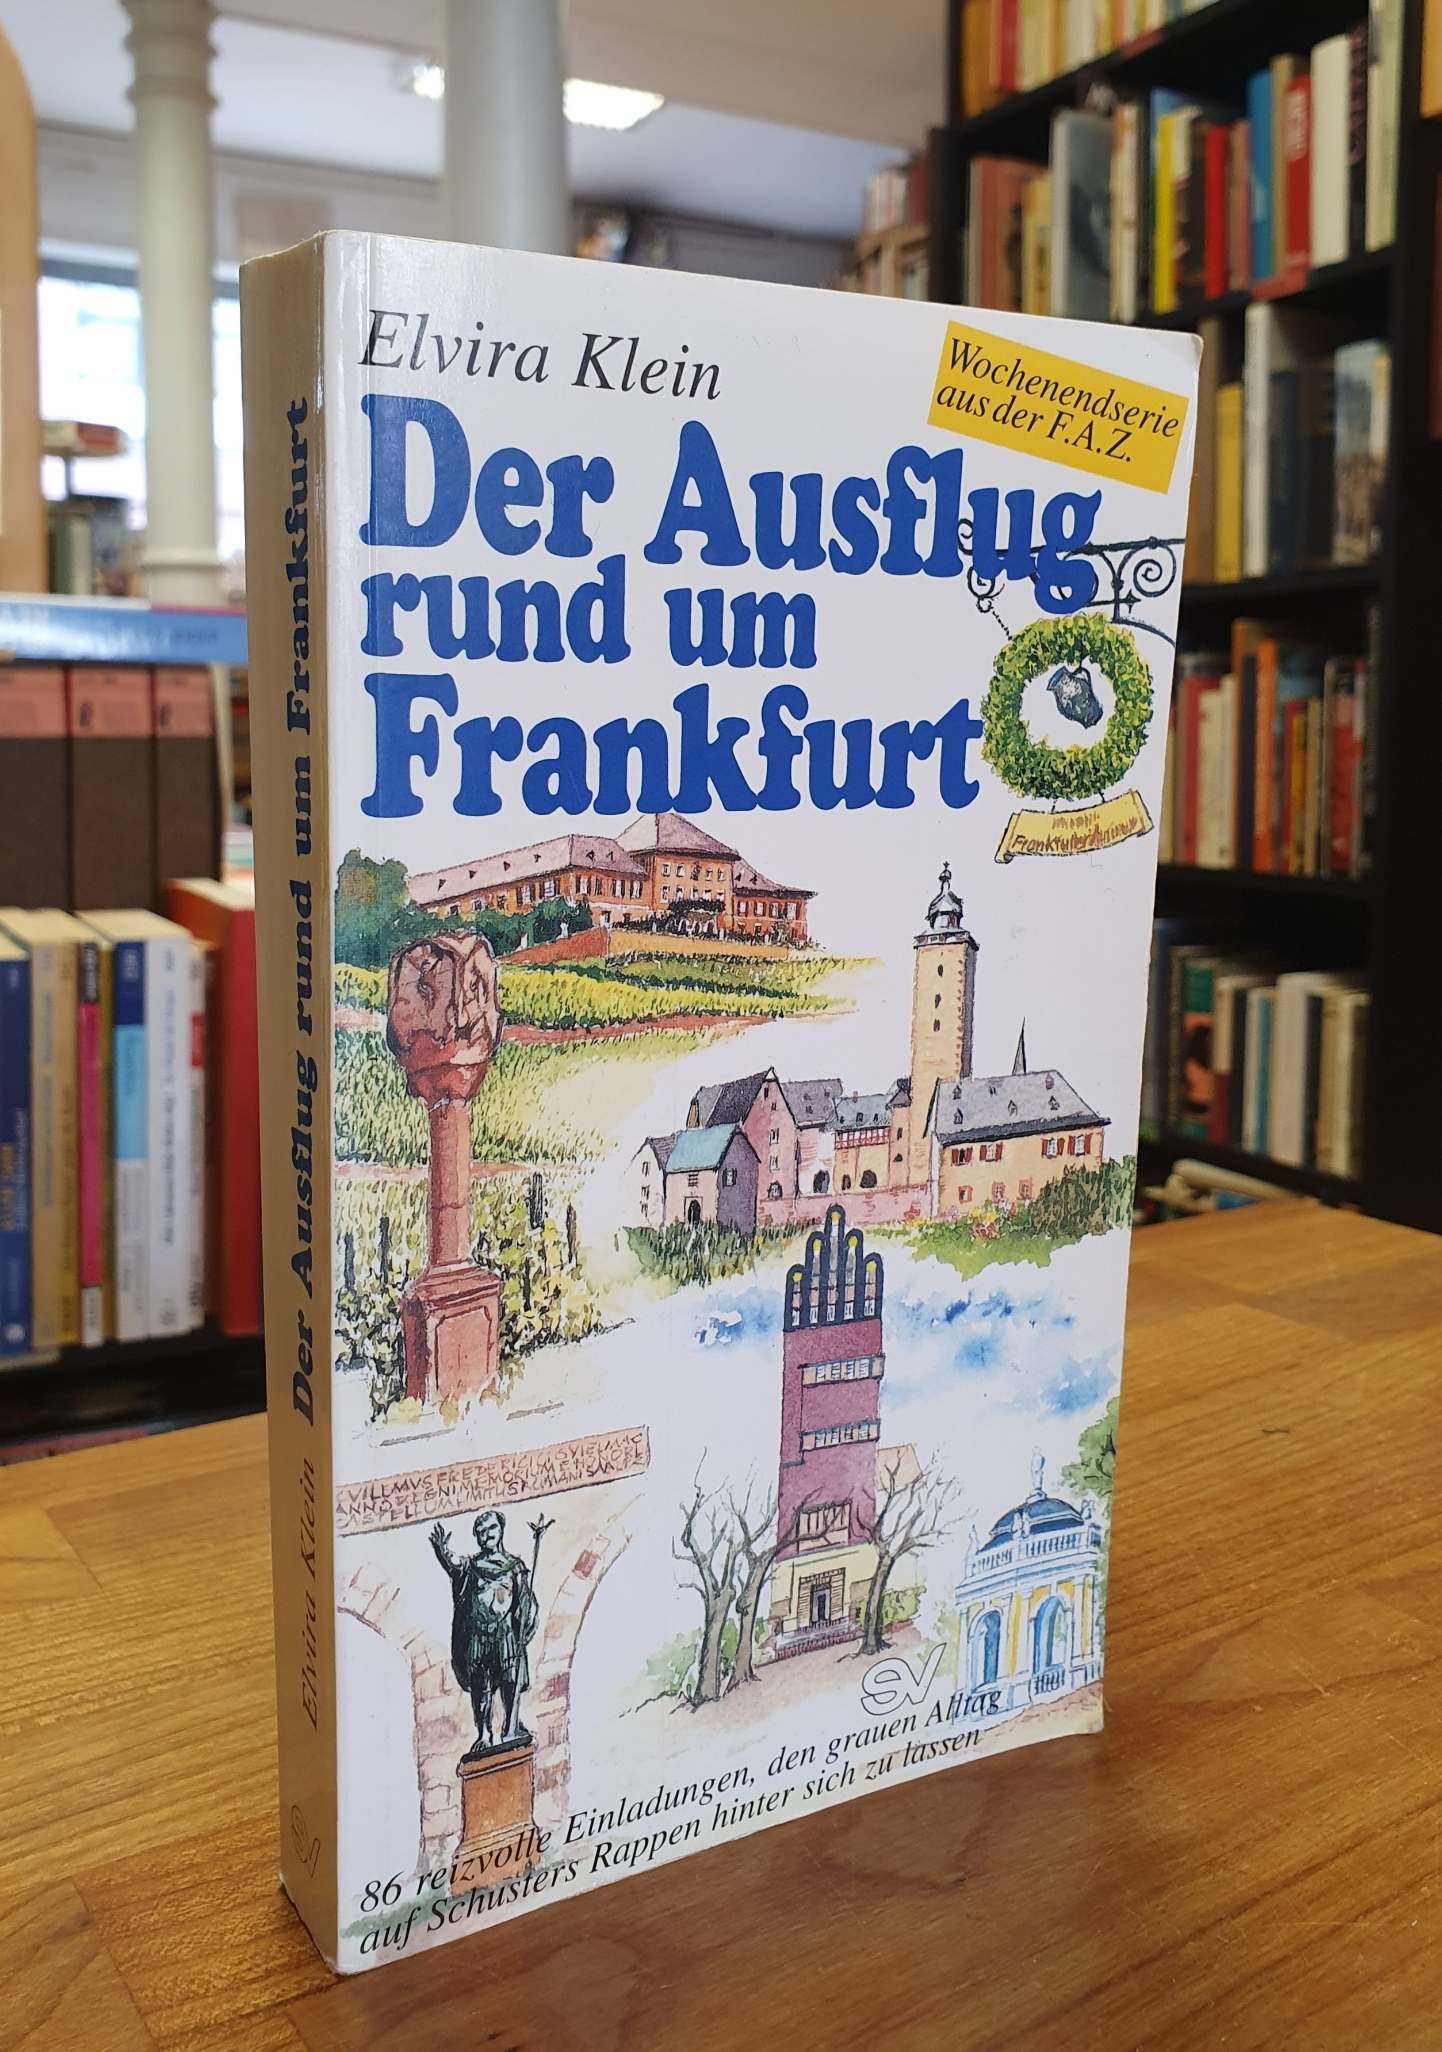 Elvira Klein
Wochenendserie
aus der F.A.Z.
Der Ausflug
rund um
Frankfurt
SV
86 reizvolle Einladungen, den grauen Alltag
auf Schusters Rappen hinter sich zu lassen
Elvira Klein Der Ausflug rund um Frankfurt